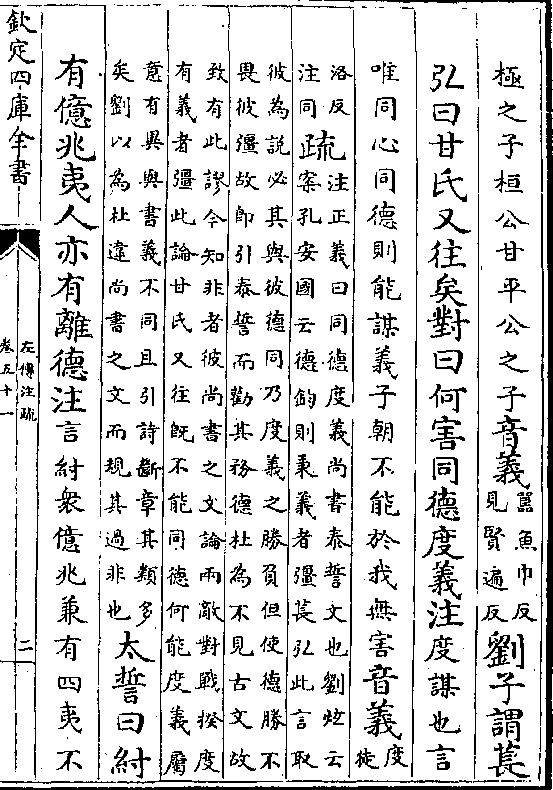 極之子桓公甘平公之子音義嚚魚巾反見賢遍反劉子謂萇
弘曰甘氏又往矣對曰何害同德度義注度謀也言
唯同心同德則能謀義子朝不能於我無害音義度徒
洛反注同疏注正義曰同德度義尚書泰誓文也劉炫云
案孔安國云德鈞則秉義者彊萇弘此言取
彼為說必其與彼德同乃度義之勝負但使德勝不
畏彼彊故即引泰誓而勸其務德杜為不見古文故
致有此謬今知非者彼尚書之文論兩敵對戰揆度
有義者彊此論甘氏又往既不能同德何能度義屬
意有異與書義不同且引詩斷章其類多
矣劉以為杜違尚書之文而規其過非也太誓曰紂
有億兆夷人亦有離德注言紂衆億兆兼有四夷不
欽定四庫全書
左傳注疏
卷五十一
二